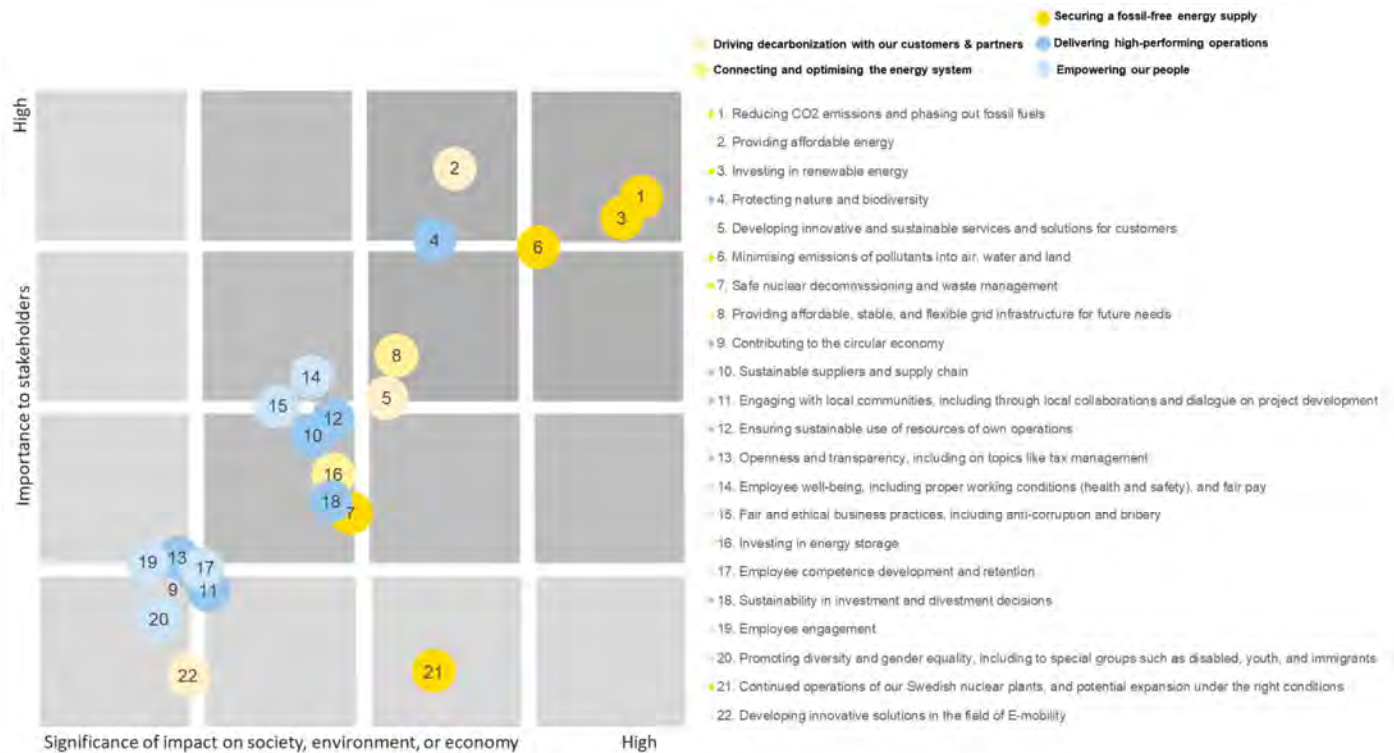 Securing a fossil-free energy supply
Driving decarbonization with our customers & partners
Delivering high-performing operations
Connecting and optimising the energy system
Empowering our people
High
Importance to stakeholders
2
1
3
4
6
8
14
5
15
12
10
16
18
7
19
13
17
9
11
20
22
21
Significance of impact on society, environment, or economy
High
1. Reducing CO2 emissions and phasing out fossil fuels
2. Providing affordable energy
3. Investing in renewable energy
4. Protecting nature and biodiversity
5. Developing innovative and sustainable services and solutions for customers
6. Minimising emissions of pollutants into air, water and land
7. Safe nuclear decommissioning and waste management
8. Providing affordable, stable, and flexible grid infrastructure for future needs
9. Contributing to the circular economy
10. Sustainable suppliers and supply chain
11. Engaging with local communities, including through local collaborations and dialogue on project development
12. Ensuring sustainable use of resources of own operations
13. Openness and transparency, including on topics like tax management
14. Employee well-being, including proper working conditions (health and safety), and fair pay
15. Fair and ethical business practices, including anti-corruption and bribery
16. Investing in energy storage
17. Employee competence development and retention
18. Sustainability in investment and divestment decisions
19. Employee engagement
20. Promoting diversity and gender equality, including to special groups such as disabled, youth, and immigrants
21. Continued operations of our Swedish nuclear plants, and potential expansion under the right conditions
22. Developing innovative solutions in the field of E-mobility